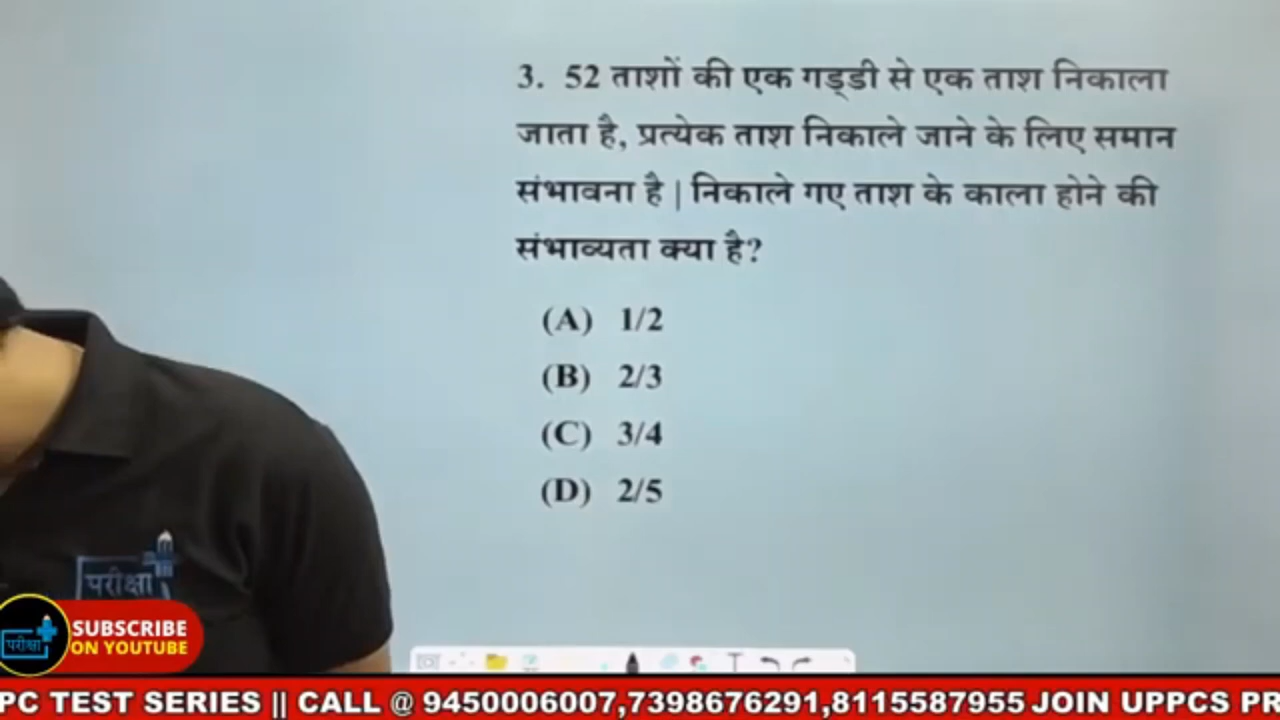 3. 52 ताशों की एक गड्डी से एक ताश निकाला
जाता है, प्रत्येक ताश निकाले जाने के लिए समान
संभावना है | निकाले गए ताश के काला होने की
संभाव्यता क्या है?
(A) 1/2
(B) 2/3
(C) 3/4
(D) 2/5
परीक्षा
परीक्षा
SUBSCRIBE
ON YOUTUBE
PC TEST SERIES || CALL @ 9450006007,7398676291,8115587955 JOIN UPPCS PR